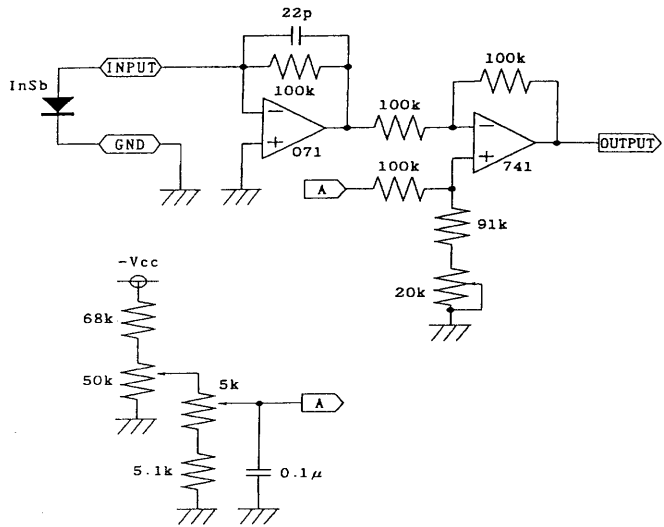 22p
INPUT
100k
InSb
100k
100k
−
+
071
−
+
741
OUTPUT
GND
A
100k
91k
20k
-Vcc
68k
50k
5k
A
5.1k
0.1μ